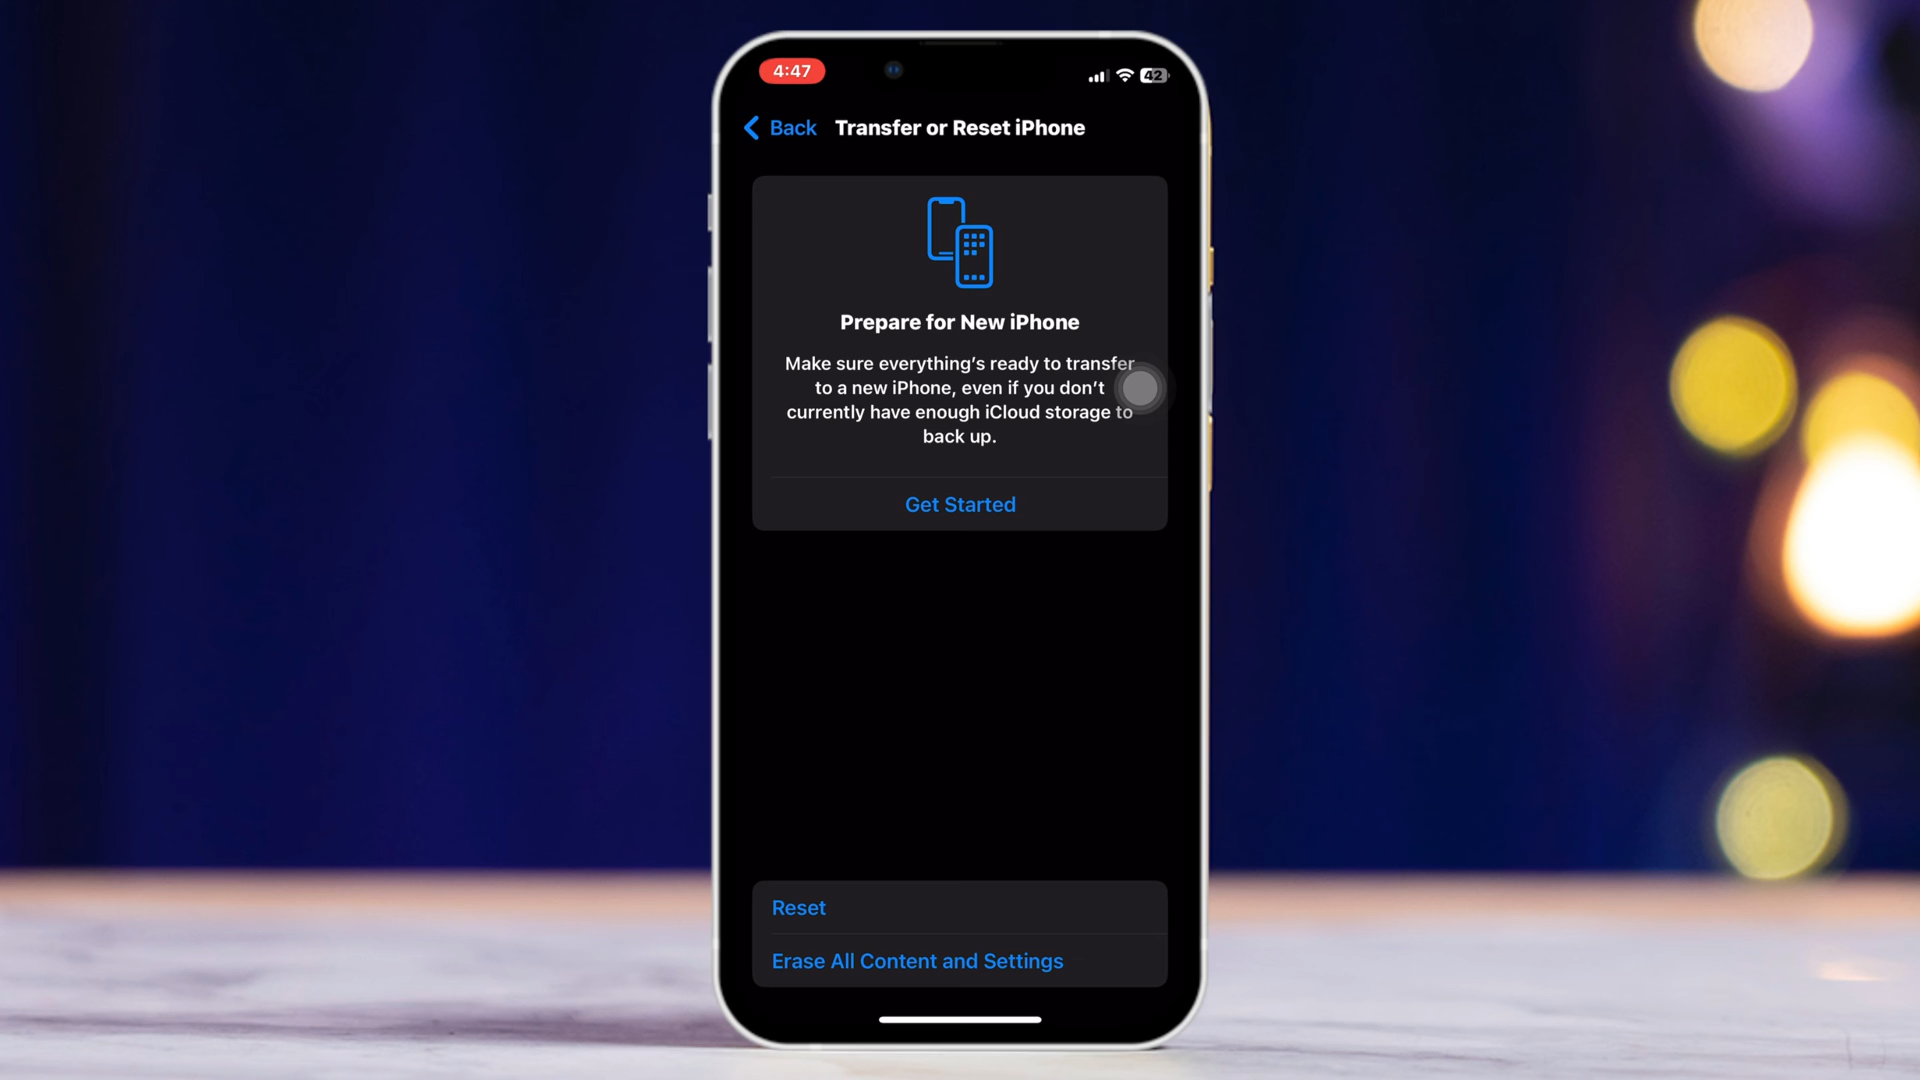 4:47
42
Back
Transfer or Reset iPhone
Prepare for New iPhone
Make sure everything's ready to transfer
to a new iPhone, even if you don't
currently have enough iCloud storage to
back up.
Get Started
Reset
Erase All Content and Settings